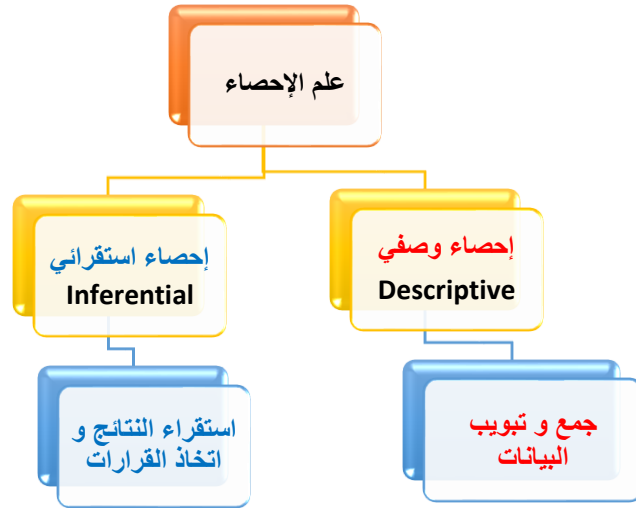 علم الإحصاء
إحصاء وصفي
Descriptive
إحصاء استقرائي
Inferential
جمع و تبويب
البيانات
استقراء النتائج و
اتخاذ القرارات